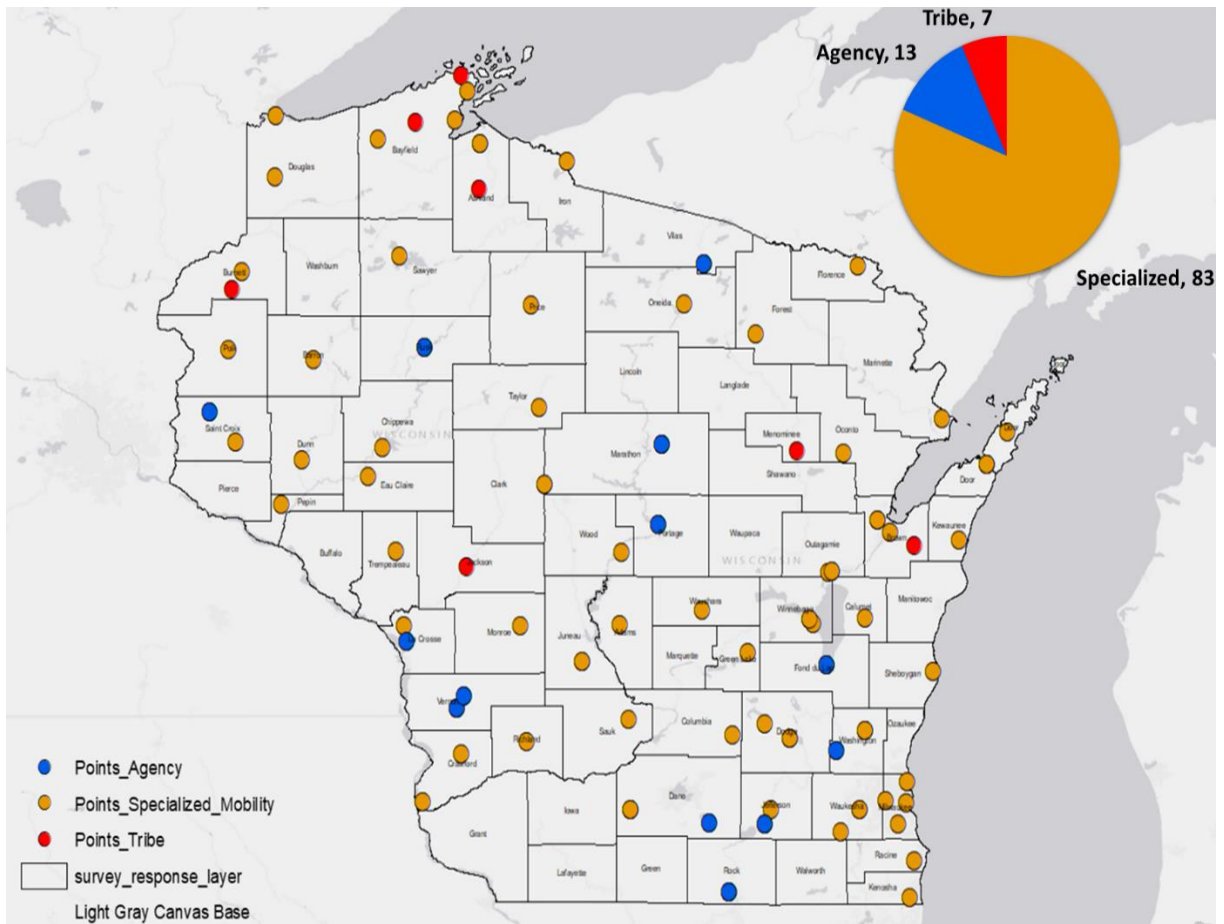 Tribe, 7
Agency, 13
Specialized, 83
Douglas
Bayfield
Ashland
Iron
Vilas
Washburn
Sawyer
Burnett
Florence
Oneida
Forest
Price
Polk
Barron
Rusk
Marinette
Lincoln
Langlade
Taylor
Chippewa
WISCONSIN
Saint Croix
Dunn
Menominee
Oconto
Marathon
Shawano
Door
Door
Pierce
Eau Claire
Clark
Pepin
Kewaunee
Buffalo
Trempealeau
Jackson
Wood
Portage
Waupaca
Outagamie
Brown
WISCONSIN
Manitowoc
La Crosse
Monroe
Juneau
Adams
Waushara
Winnebago
Calumet
Marquette
Green Lake
Fond du Lac
Sheboygan
Vernon
Richland
Sauk
Columbia
Dodge
Washington
Ozaukee
Crawford
Points_Agency
Points_Specialized_Mobility
Points_Tribe
survey_response_layer
Light Gray Canvas Base
Iowa
Dane
Waukesha
Milwaukee
Grant
Lafayette
Green
Rock
Walworth
Racine
Kenosha